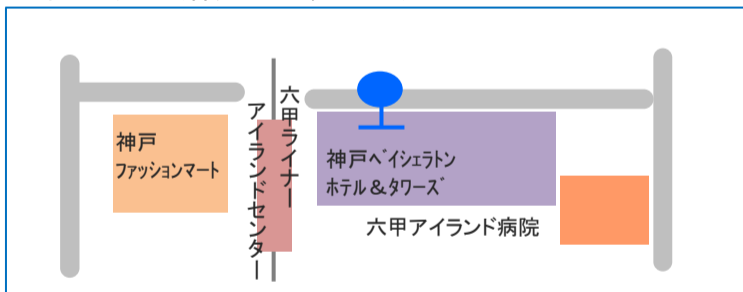 神戸
ファッションマート
アイランドセンター
六甲ライナー
神戸ベイシェラトン
ホテル&タワーズ
六甲アイランド病院